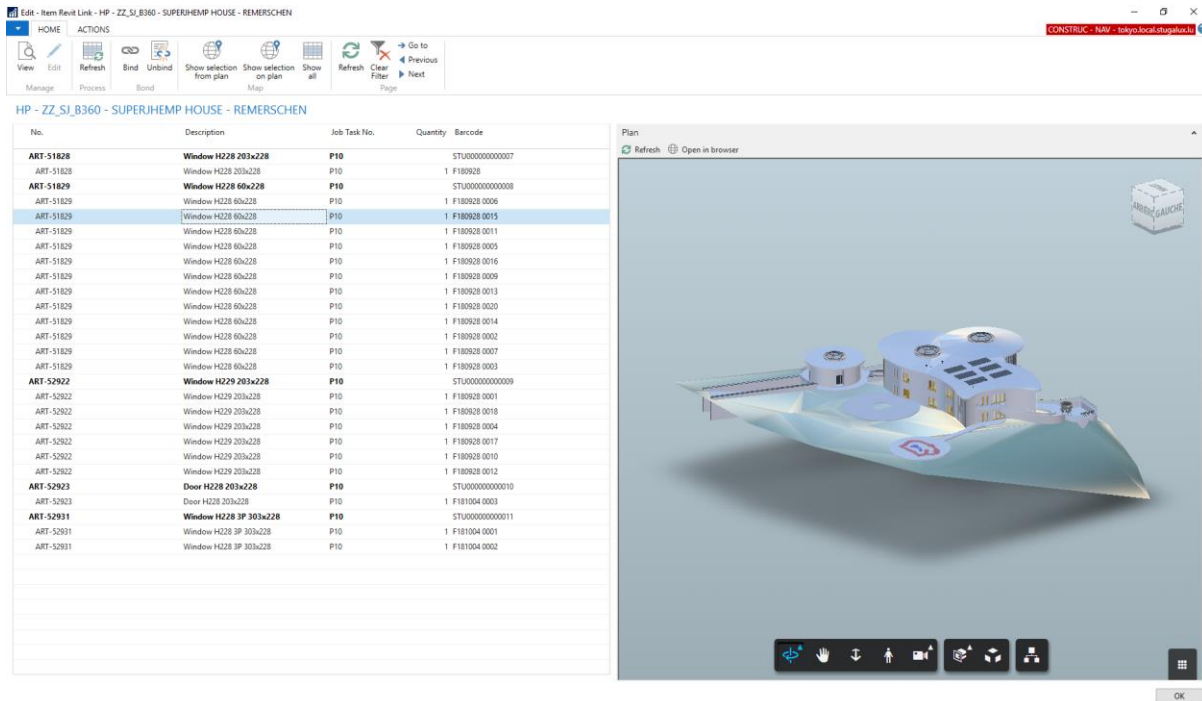 Edit - Item Revit Link - HP - ZZ_SJ_B360 - SUPERJHEMP HOUSE - REMERSCHEN
HOME ACTIONS
CONSTRUC - NAV - tokyo.local.stugalux.lu
View Edit Refresh Bind Unbind Show selection from plan Show selection on plan Show all Refresh Clear Filter Go to
Previous
Next
Manage Process Bond Map Page
HP - ZZ_SJ_B360 - SUPERJHEMP HOUSE - REMERSCHEN
No. Description Job Task No. Quantity Barcode
ART-51828 Window H228 203x228 P10 STU000000000007
ART-51828 Window H228 203x228 P10 1 F180928
ART-51829 Window H228 60x228 P10 STU000000000008
ART-51829 Window H228 60x228 P10 1 F180928 0006
ART-51829 Window H228 60x228 P10 1 F180928 0015
ART-51829 Window H228 60x228 P10 1 F180928 0011
ART-51829 Window H228 60x228 P10 1 F180928 0005
ART-51829 Window H228 60x228 P10 1 F180928 0016
ART-51829 Window H228 60x228 P10 1 F180928 0009
ART-51829 Window H228 60x228 P10 1 F180928 0013
ART-51829 Window H228 60x228 P10 1 F180928 0020
ART-51829 Window H228 60x228 P10 1 F180928 0014
ART-51829 Window H228 60x228 P10 1 F180928 0002
ART-51829 Window H228 60x228 P10 1 F180928 0007
ART-51829 Window H228 60x228 P10 1 F180928 0003
ART-52922 Window H229 203x228 P10 STU000000000009
ART-52922 Window H229 203x228 P10 1 F180928 0001
ART-52922 Window H229 203x228 P10 1 F180928 0018
ART-52922 Window H229 203x228 P10 1 F180928 0004
ART-52922 Window H229 203x228 P10 1 F180928 0017
ART-52922 Window H229 203x228 P10 1 F180928 0010
ART-52922 Window H229 203x228 P10 1 F180928 0012
ART-52923 Door H228 203x228 P10 STU000000000010
ART-52923 Door H228 203x228 P10 1 F181004 0003
ART-52931 Window H228 3P 303x228 P10 STU000000000011
ART-52931 Window H228 3P 303x228 P10 1 F181004 0001
ART-52931 Window H228 3P 303x228 P10 1 F181004 0002
Plan
Refresh Open in browser
GAUCHE
OK